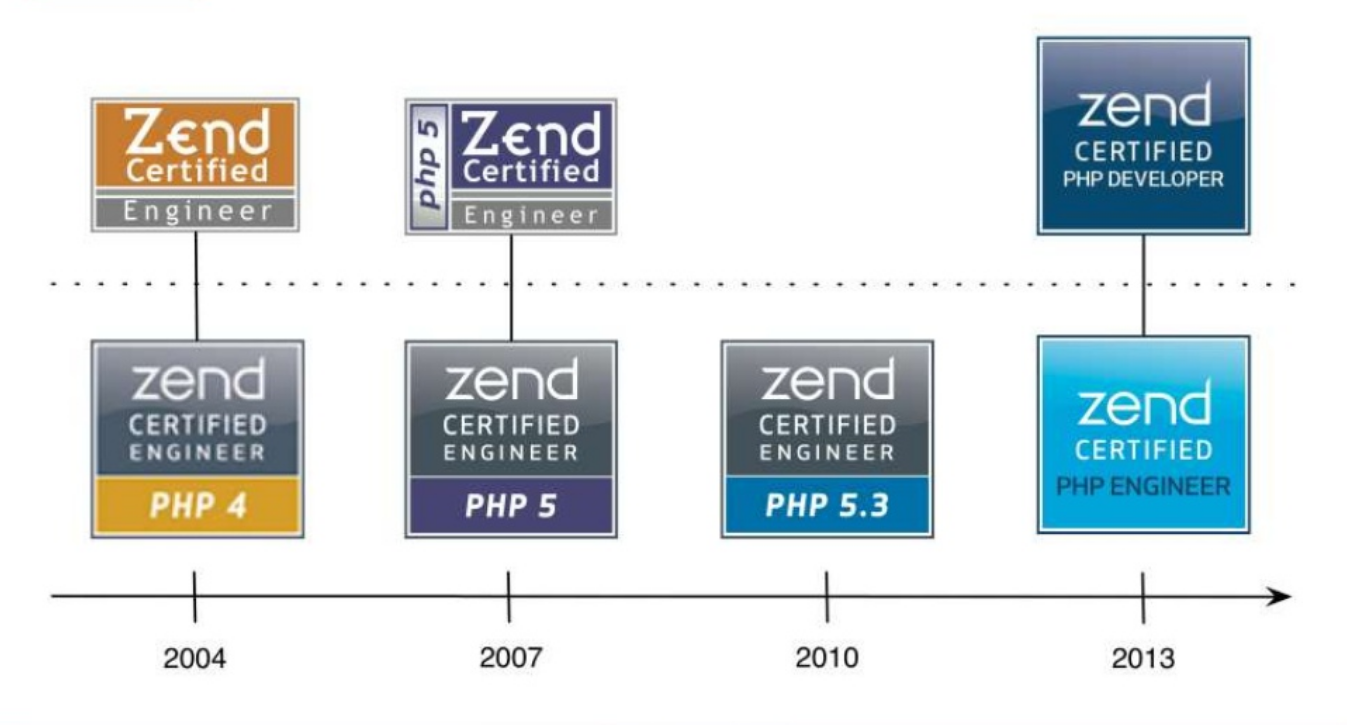 Zend
Certified
Engineer
php 5
Zend
Certified
Engineer
zend
CERTIFIED
PHP DEVELOPER
zend
CERTIFIED
ENGINEER
PHP 4
zend
CERTIFIED
ENGINEER
PHP 5
zend
CERTIFIED
ENGINEER
PHP 5.3
zend
CERTIFIED
PHP ENGINEER
2004
2007
2010
2013